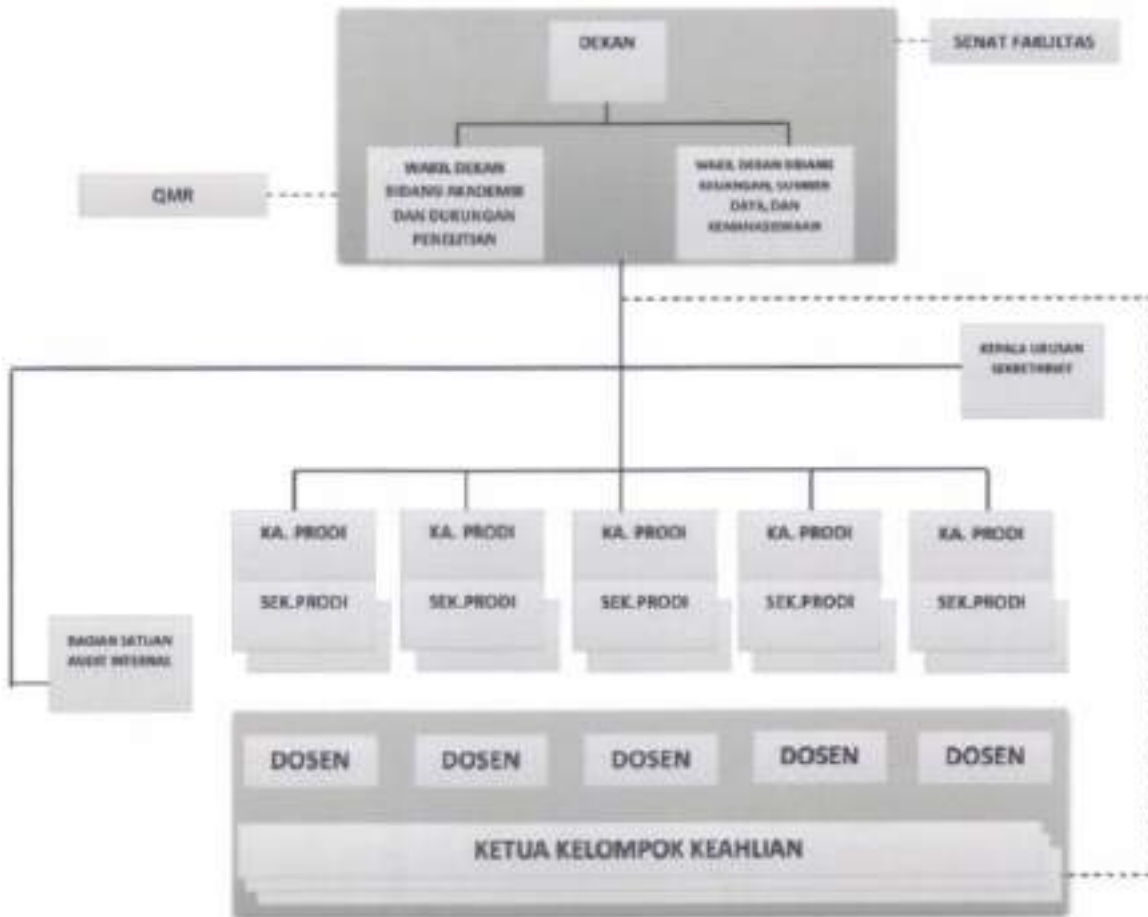 DEKAN
SENAT FAKULTAS
WAKIL DEKAN
BIDANG AKADEMIK
DAN DUKUNGAN
PENELITIAN
WAKIL DEKAN BIDANG
KEUANGAN, SUMBER
DAYA, DAN
KEMAHASISWAAN
QMR
KEPALA URUSAN
SEKRETARIAT
KA. PRODI
KA. PRODI
KA. PRODI
KA. PRODI
KA. PRODI
SEK.PRODI
SEK.PRODI
SEK.PRODI
SEK.PRODI
SEK.PRODI
BAGIAN SATUAN
AUDIT INTERNAL
DOSEN
DOSEN
DOSEN
DOSEN
DOSEN
KETUA KELOMPOK KEAHLIAN